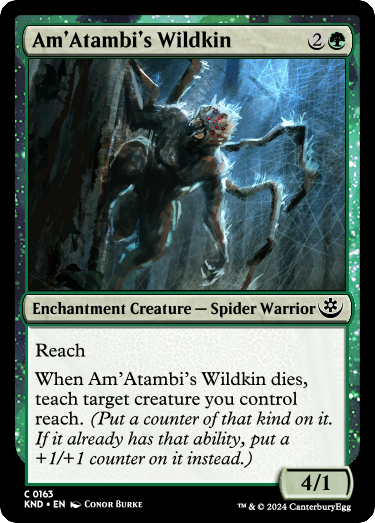 Am'Atambi's Wildkin 2
Enchantment Creature — Spider Warrior
Reach
When Am'Atambi's Wildkin dies,
teach target creature you control
reach. (Put a counter of that kind on it.
If it already has that ability, put a
+1/+1 counter on it instead.)
4/1
C 0163
KND • EN Conor Burke
™ & © 2024 CanterburyEgg